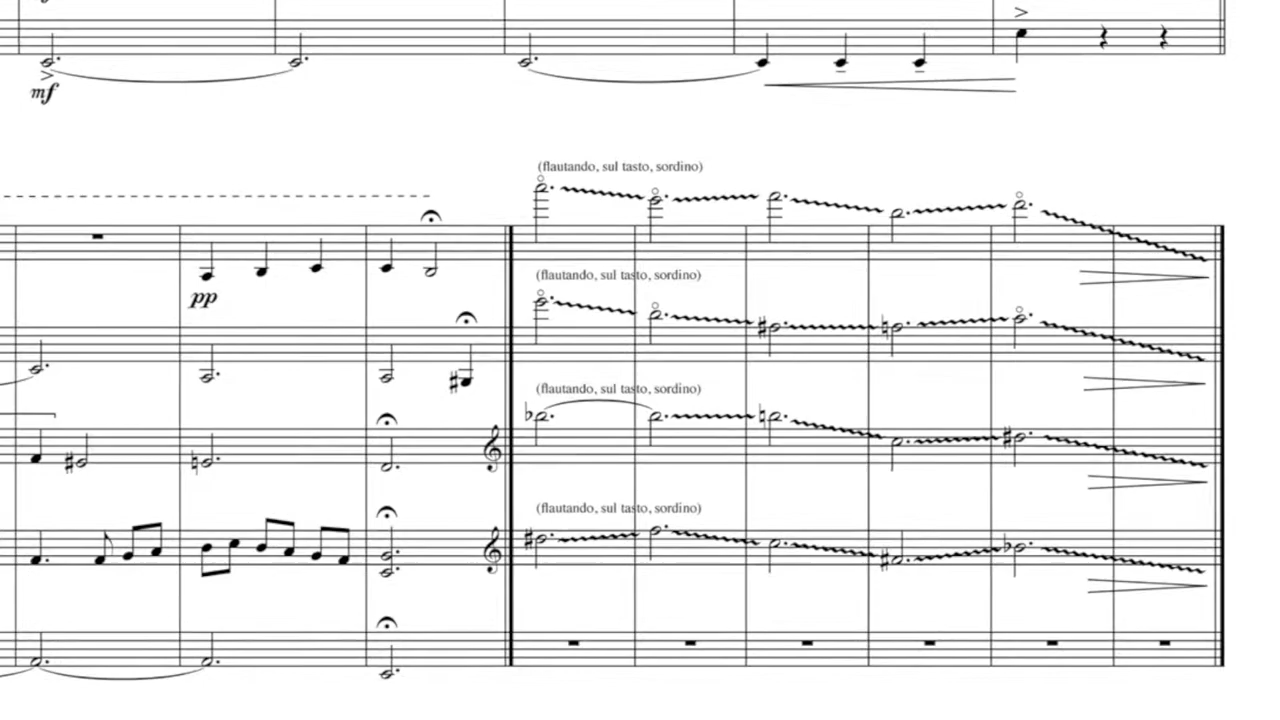 mf
(flautando, sul tasto, sordino)
(flautando, sul tasto, sordino)
pp
(flautando, sul tasto, sordino)
(flautando, sul tasto, sordino)